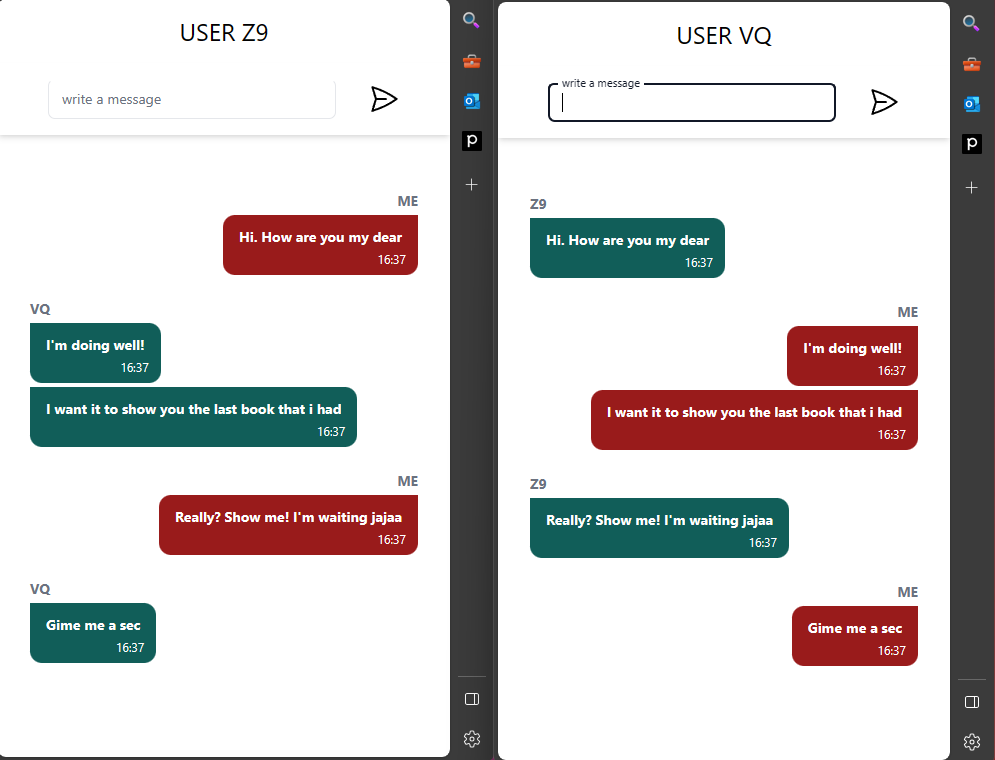 USER Z9
write a message
ME
Hi. How are you my dear
16:37
VQ
I'm doing well!
16:37
I want it to show you the last book that i had
16:37
ME
Really? Show me! I'm waiting jajaa
16:37
VQ
Gime me a sec
16:37
USER VQ
write a message
Z9
Hi. How are you my dear
16:37
ME
I'm doing well!
16:37
I want it to show you the last book that i had
16:37
Z9
Really? Show me! I'm waiting jajaa
16:37
ME
Gime me a sec
16:37